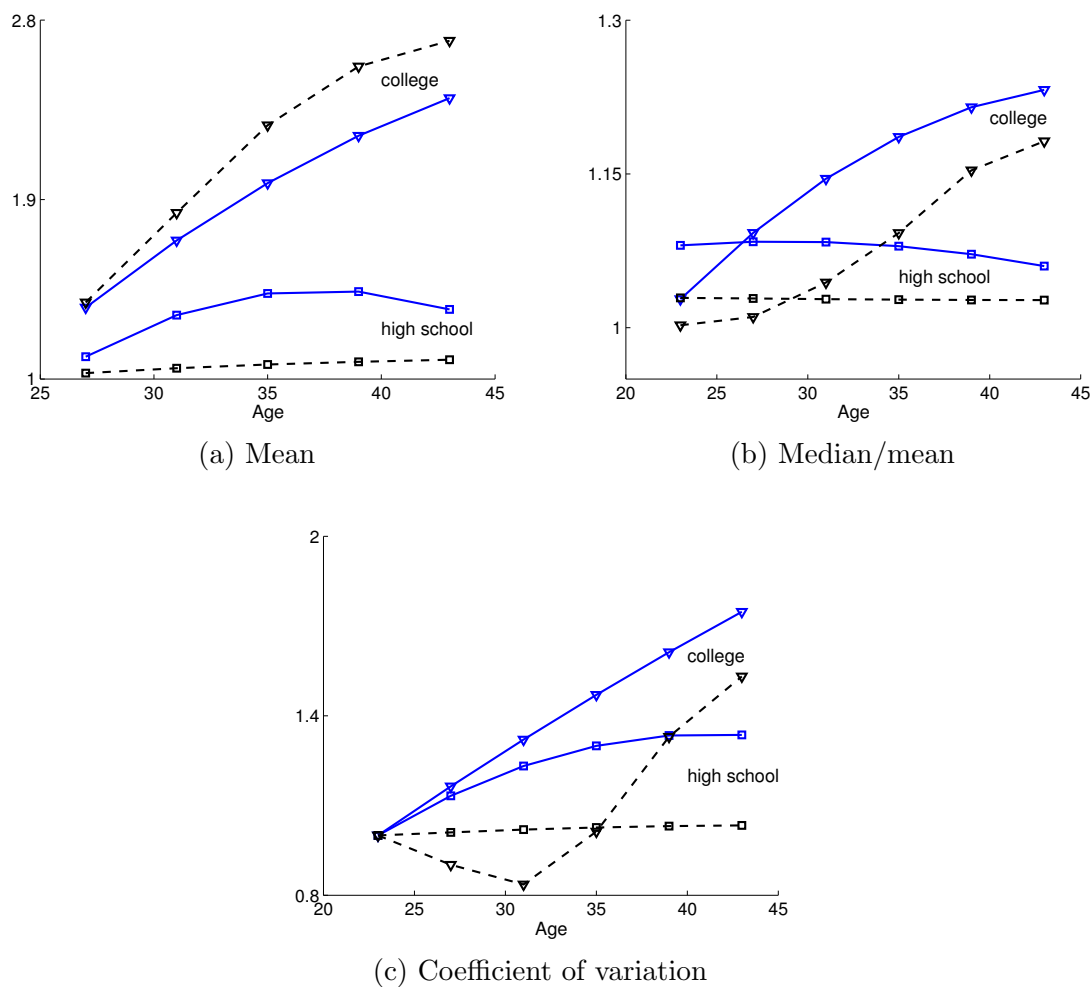 2.8
1.9
1
25 30 35 40 45
Age
college
high school
(a) Mean
1.3
1.15
1
20 25 30 35 40 45
Age
college
high school
(b) Median/mean
2
1.4
0.8
20 25 30 35 40 45
Age
college
high school
(c) Coefficient of variation